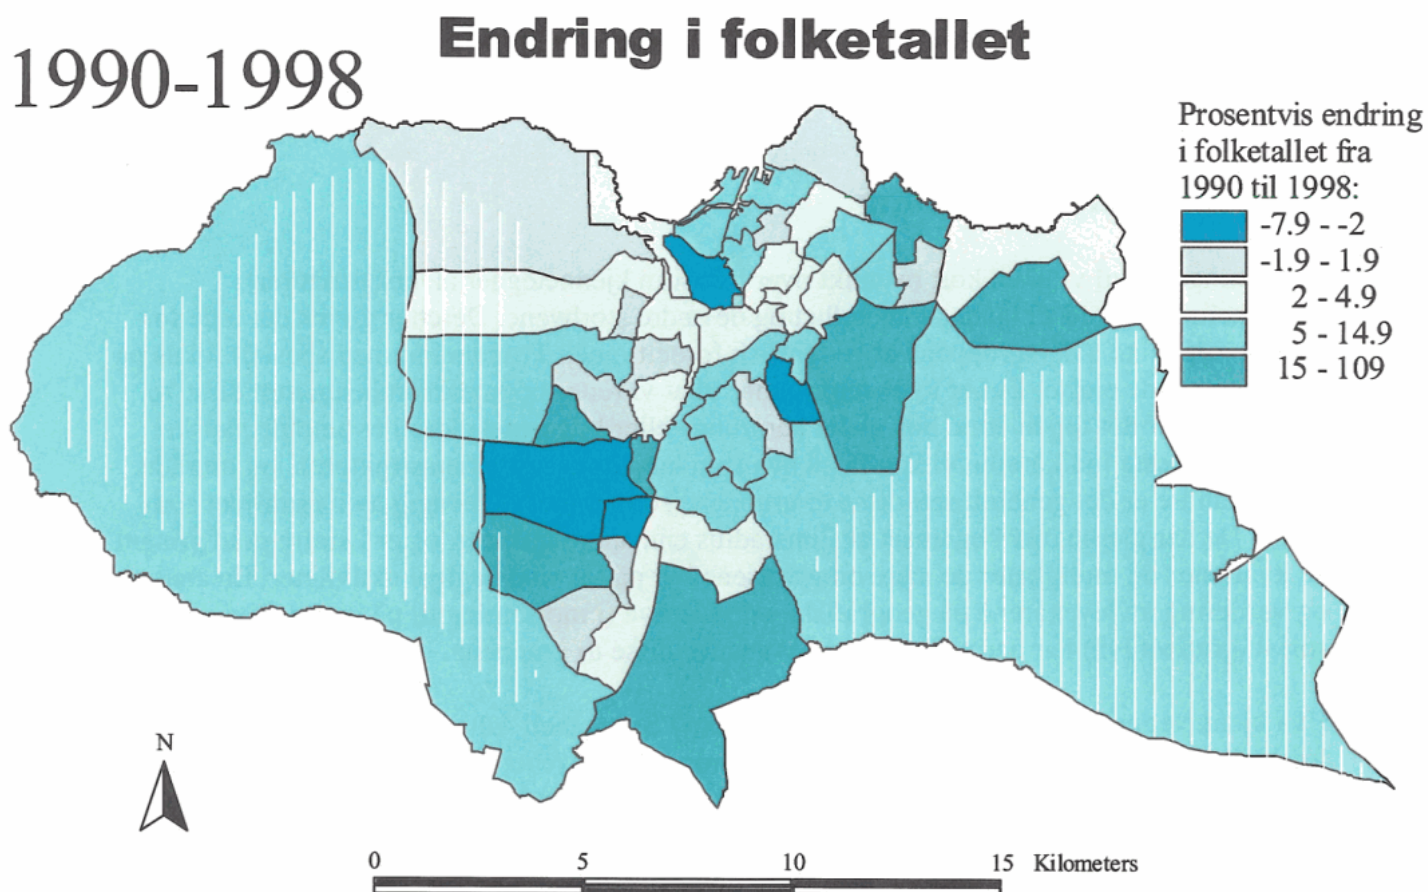 Endring i folketallet
1990-1998
Prosentvis endring
i folketallet fra
1990 til 1998:
-7.9 - -2
-1.9 - 1.9
2 - 4.9
5 - 14.9
15 - 109
N
0 5 10 15 Kilometers